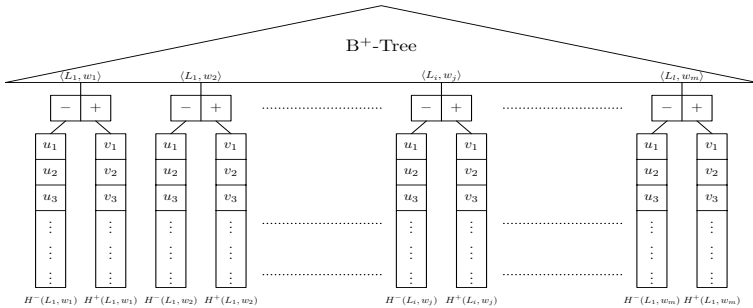 B⁺-Tree
⟨L₁, w₁⟩ ⟨L₁, w₂⟩ ⟨Lᵢ, wⱼ⟩ ⟨Lₗ, wₘ⟩
− + − + − + − +
u₁ v₁ u₁ v₁ u₁ v₁ u₁ v₁
u₂ v₂ u₂ v₂ u₂ v₂ u₂ v₂
u₃ v₃ u₃ v₃ u₃ v₃ u₃ v₃
H⁻(L₁, w₁) H⁺(L₁, w₁) H⁻(L₁, w₂) H⁺(L₁, w₂) H⁻(Lᵢ, wⱼ) H⁺(Lᵢ, wⱼ) H⁻(L₁, wₘ) H⁺(L₁, wₘ)